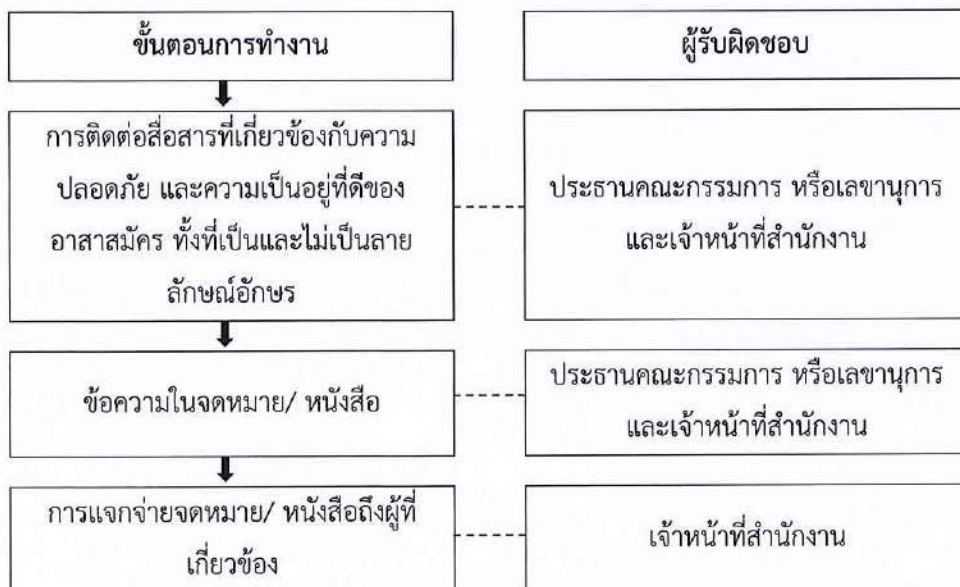 ขั้นตอนการทำงาน
ผู้รับผิดชอบ
การติดต่อสื่อสารที่เกี่ยวข้องกับความ
ปลอดภัย และความเป็นอยู่ที่ดีของ
อาสาสมัคร ทั้งที่เป็นและไม่เป็นลาย
ลักษณ์อักษร
ประธานคณะกรรมการ หรือเลขานุการ
และเจ้าหน้าที่สำนักงาน
ข้อความในจดหมาย/ หนังสือ
ประธานคณะกรรมการ หรือเลขานุการ
และเจ้าหน้าที่สำนักงาน
การแจกจ่ายจดหมาย/ หนังสือถึงผู้ที่
เกี่ยวข้อง
เจ้าหน้าที่สำนักงาน